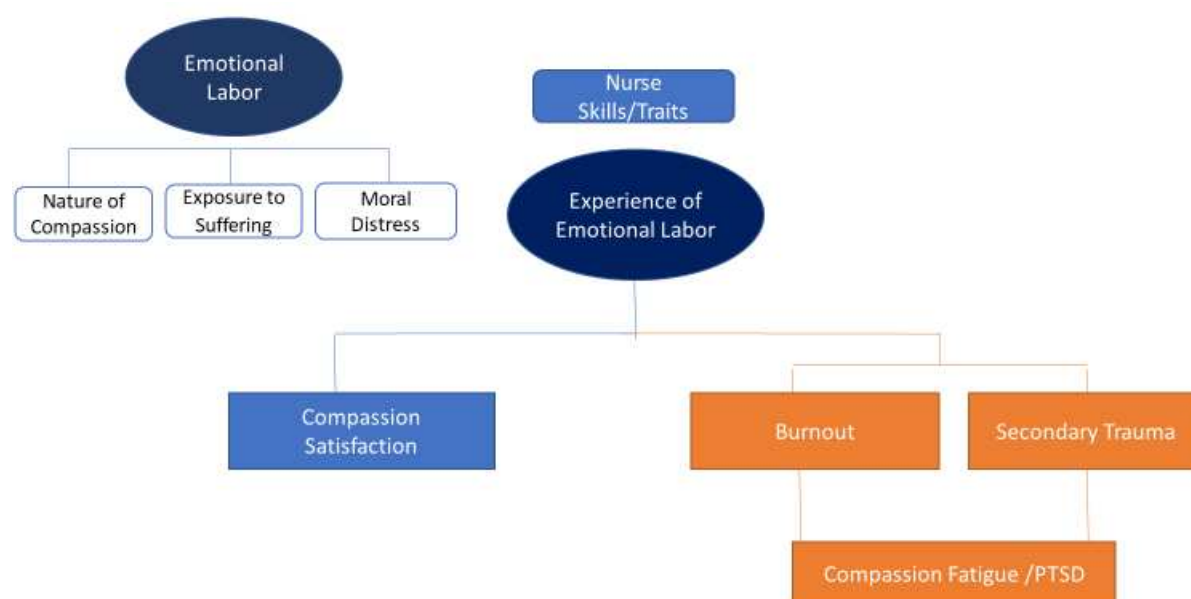 Emotional
Labor
Nurse
Skills/Traits
Nature of
Compassion
Exposure to
Suffering
Moral
Distress
Experience of
Emotional Labor
Compassion
Satisfaction
Burnout
Secondary Trauma
Compassion Fatigue /PTSD